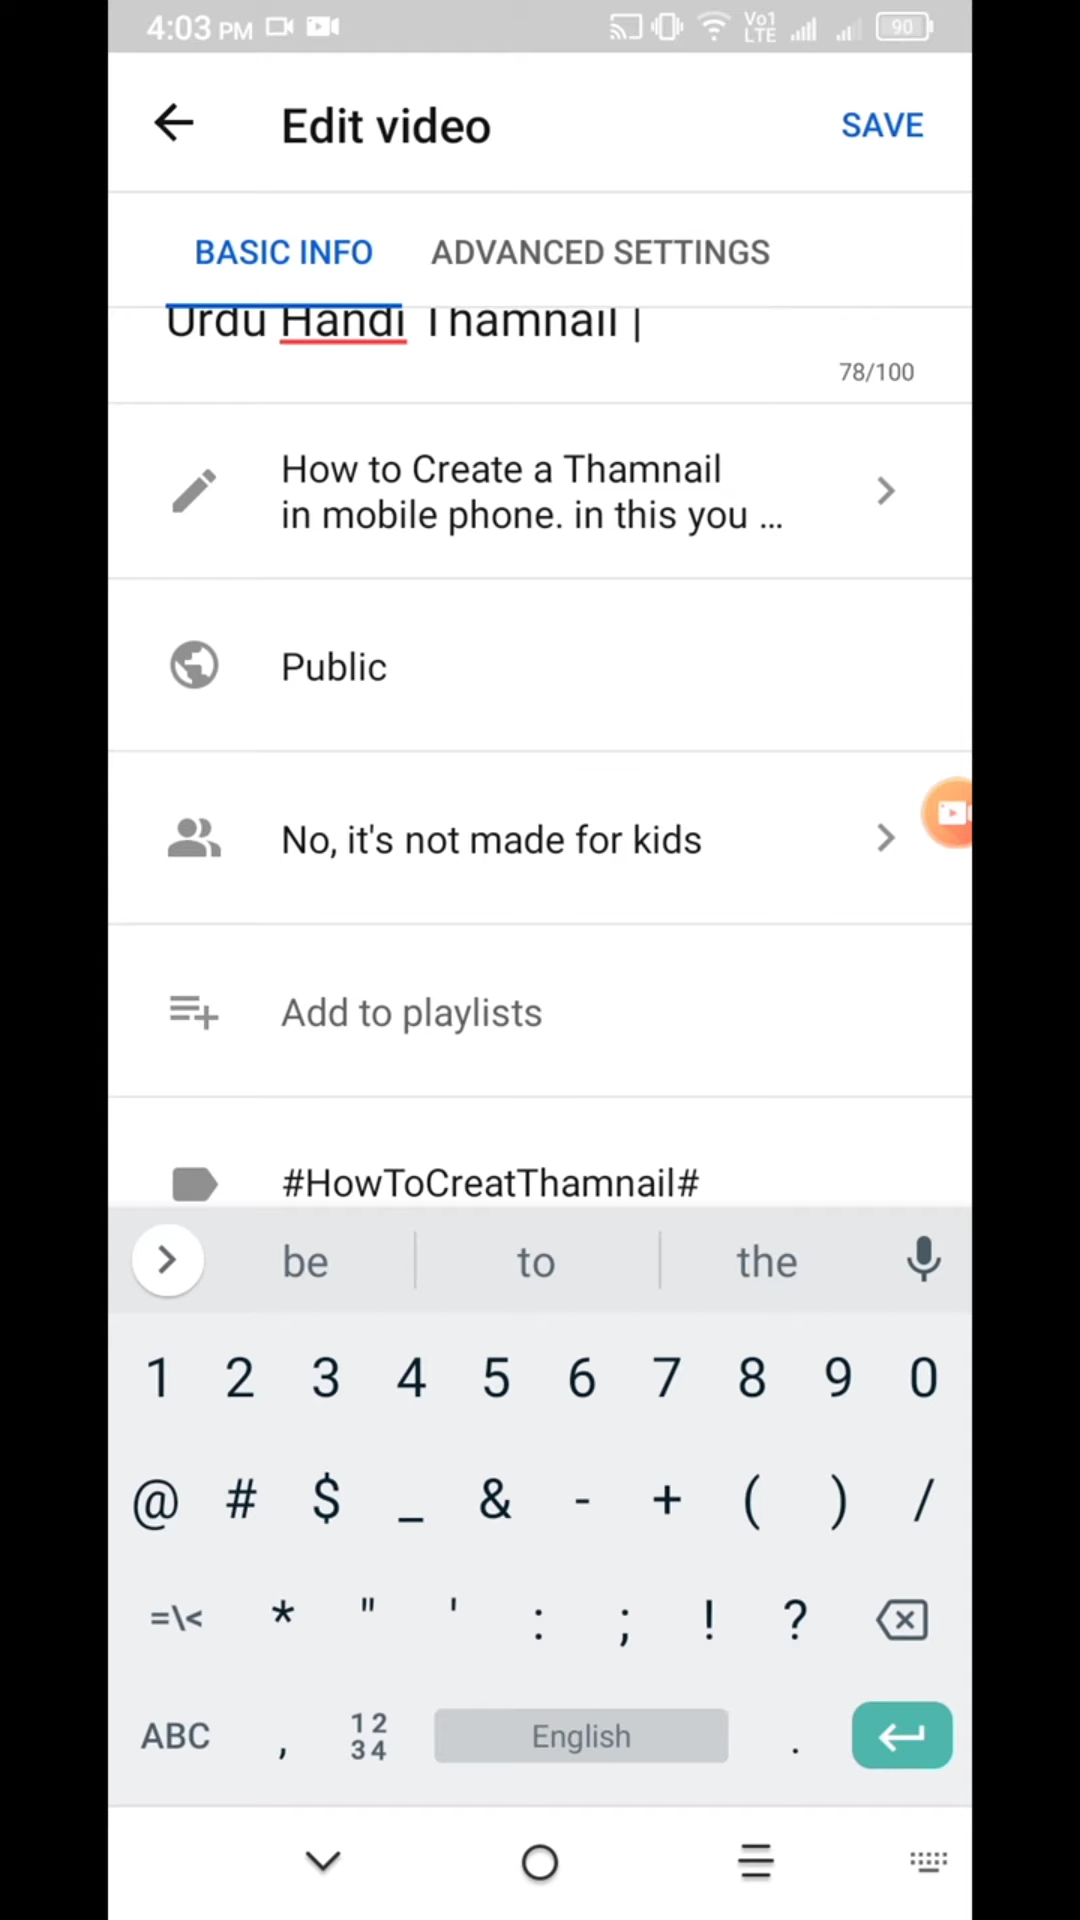 4:03 PM
Vo1
LTE
90
Edit video
SAVE
BASIC INFO
ADVANCED SETTINGS
Urdu Handi Thamnail |
78/100
How to Create a Thamnail
in mobile phone. in this you ...
Public
No, it's not made for kids
Add to playlists
#HowToCreatThamnail#
be
to
the
1 2 3 4 5 6 7 8 9 0
@ # $ _ & - + ( ) /
=\< * " ' : ; ! ?
ABC , 12 English .
34